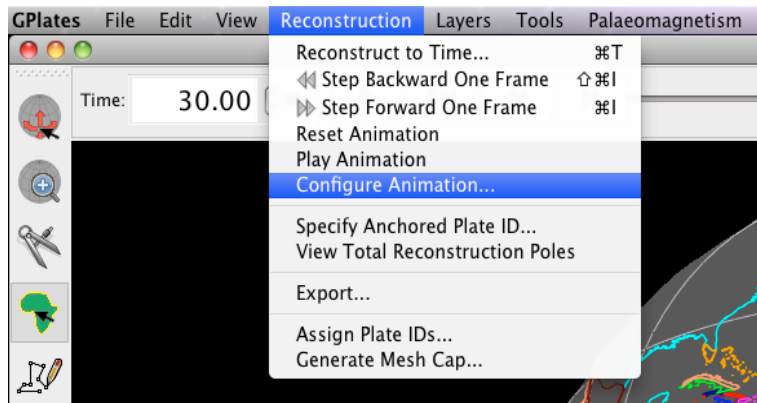 GPlates File Edit View Reconstruction Layers Tools Palaeomagnetism
Time: 30.00
Reconstruct to Time... ⌘T
Step Backward One Frame ⇧⌘I
Step Forward One Frame ⌘I
Reset Animation
Play Animation
Configure Animation...
Specify Anchored Plate ID...
View Total Reconstruction Poles
Export...
Assign Plate IDs...
Generate Mesh Cap...